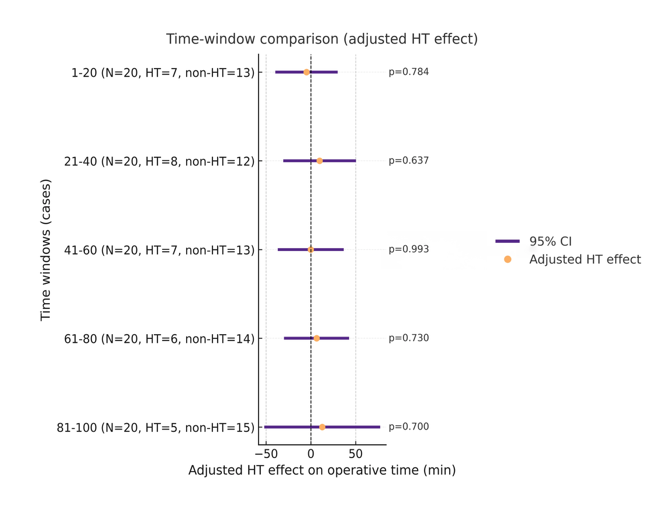 Time-window comparison (adjusted HT effect)
1-20 (N=20, HT=7, non-HT=13)
p=0.784
21-40 (N=20, HT=8, non-HT=12)
p=0.637
41-60 (N=20, HT=7, non-HT=13)
p=0.993
61-80 (N=20, HT=6, non-HT=14)
p=0.730
81-100 (N=20, HT=5, non-HT=15)
p=0.700
Time windows (cases)
95% CI
Adjusted HT effect
−50 0 50
Adjusted HT effect on operative time (min)